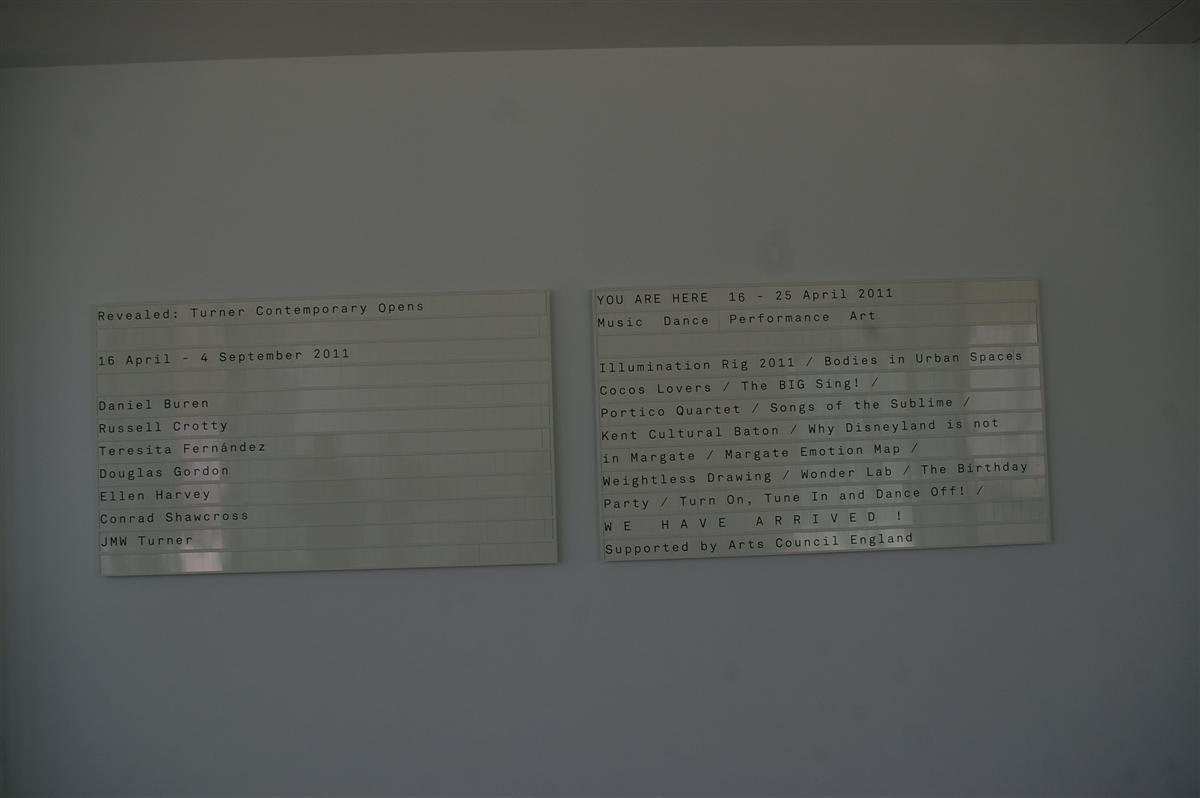 Revealed: Turner Contemporary Opens
16 April - 4 September 2011
Daniel Buren
Russell Crotty
Teresita Fernández
Douglas Gordon
Ellen Harvey
Conrad Shawcross
JMW Turner
YOU ARE HERE 16 - 25 April 2011
Music Dance Performance Art
Illumination Rig 2011 / Bodies in Urban Spaces
Cocos Lovers / The BIG Sing! /
Portico Quartet / Songs of the Sublime /
Kent Cultural Baton / Why Disneyland is not
in Margate / Margate Emotion Map /
Weightless Drawing / Wonder Lab / The Birthday
Party / Turn On, Tune In and Dance Off! /
W E  H A V E  A R R I V E D !
Supported by Arts Council England